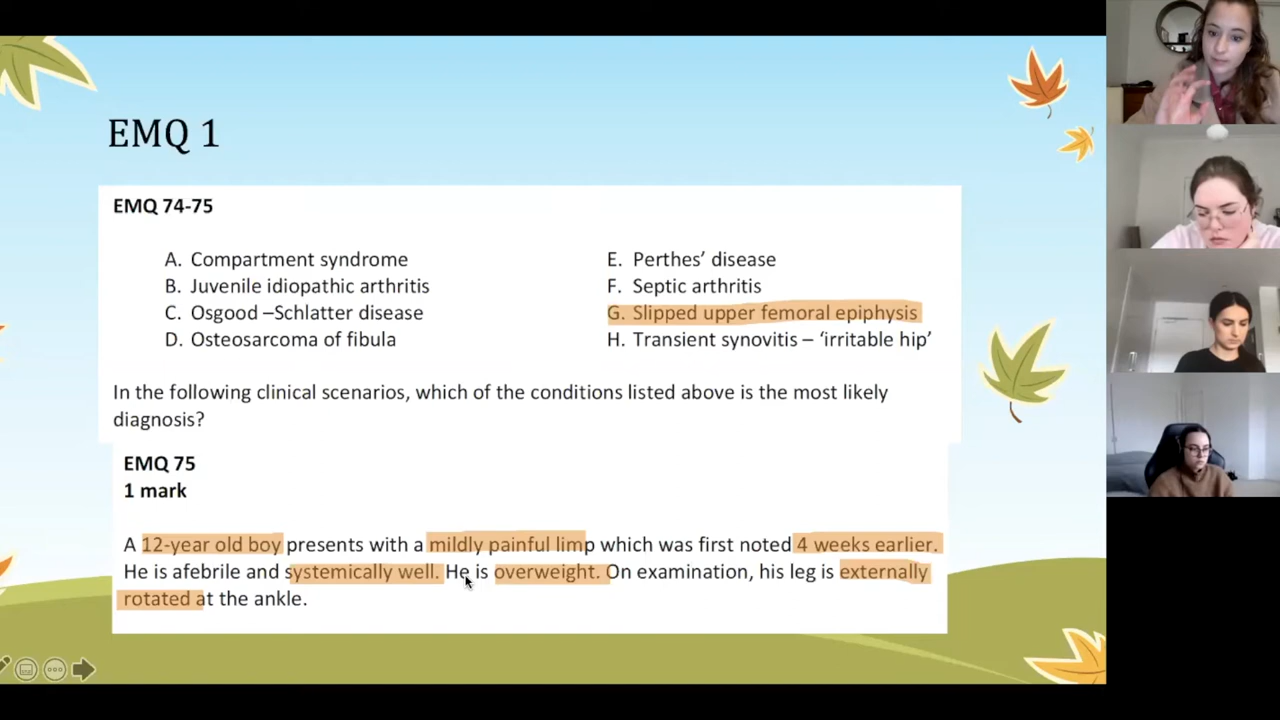 EMQ 1
EMQ 74-75
A. Compartment syndrome
B. Juvenile idiopathic arthritis
C. Osgood –Schlatter disease
D. Osteosarcoma of fibula
E. Perthes’ disease
F. Septic arthritis
G. Slipped upper femoral epiphysis
H. Transient synovitis – ‘irritable hip’
In the following clinical scenarios, which of the conditions listed above is the most likely
diagnosis?
EMQ 75
1 mark
A 12-year old boy presents with a mildly painful limp which was first noted 4 weeks earlier.
He is afebrile and systemically well. He is overweight. On examination, his leg is externally
rotated at the ankle.